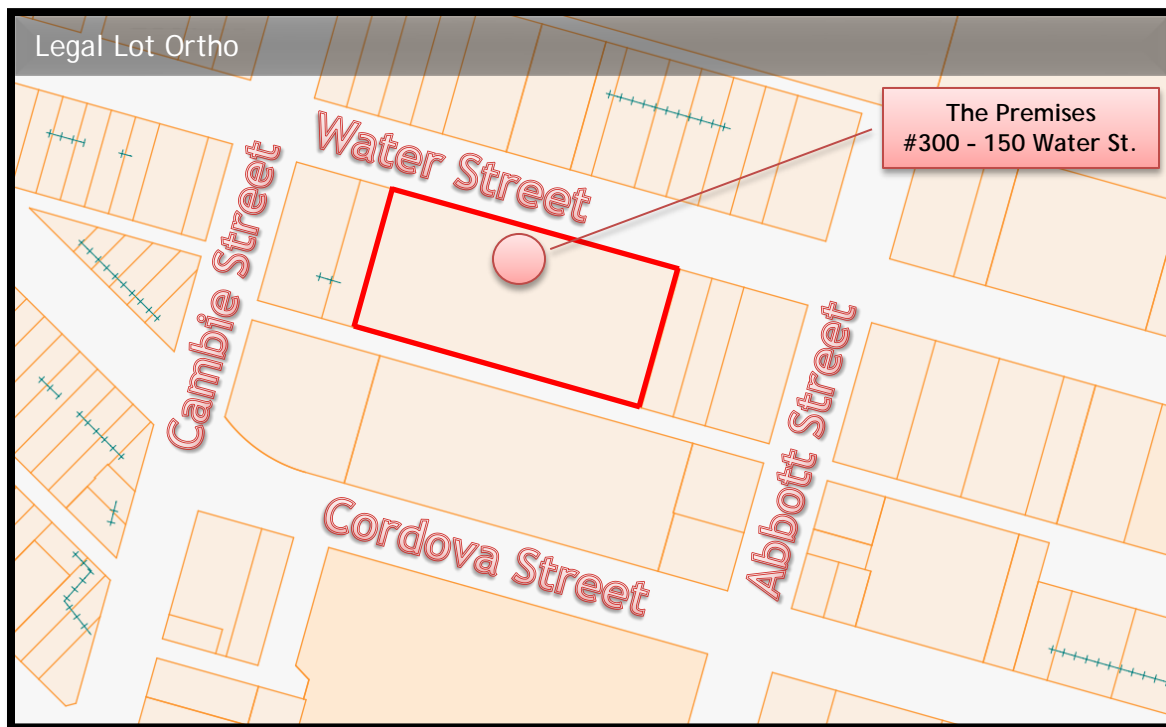 Legal Lot Ortho
The Premises
#300 - 150 Water St.
Water Street
Cambie Street
Abbott Street
Cordova Street